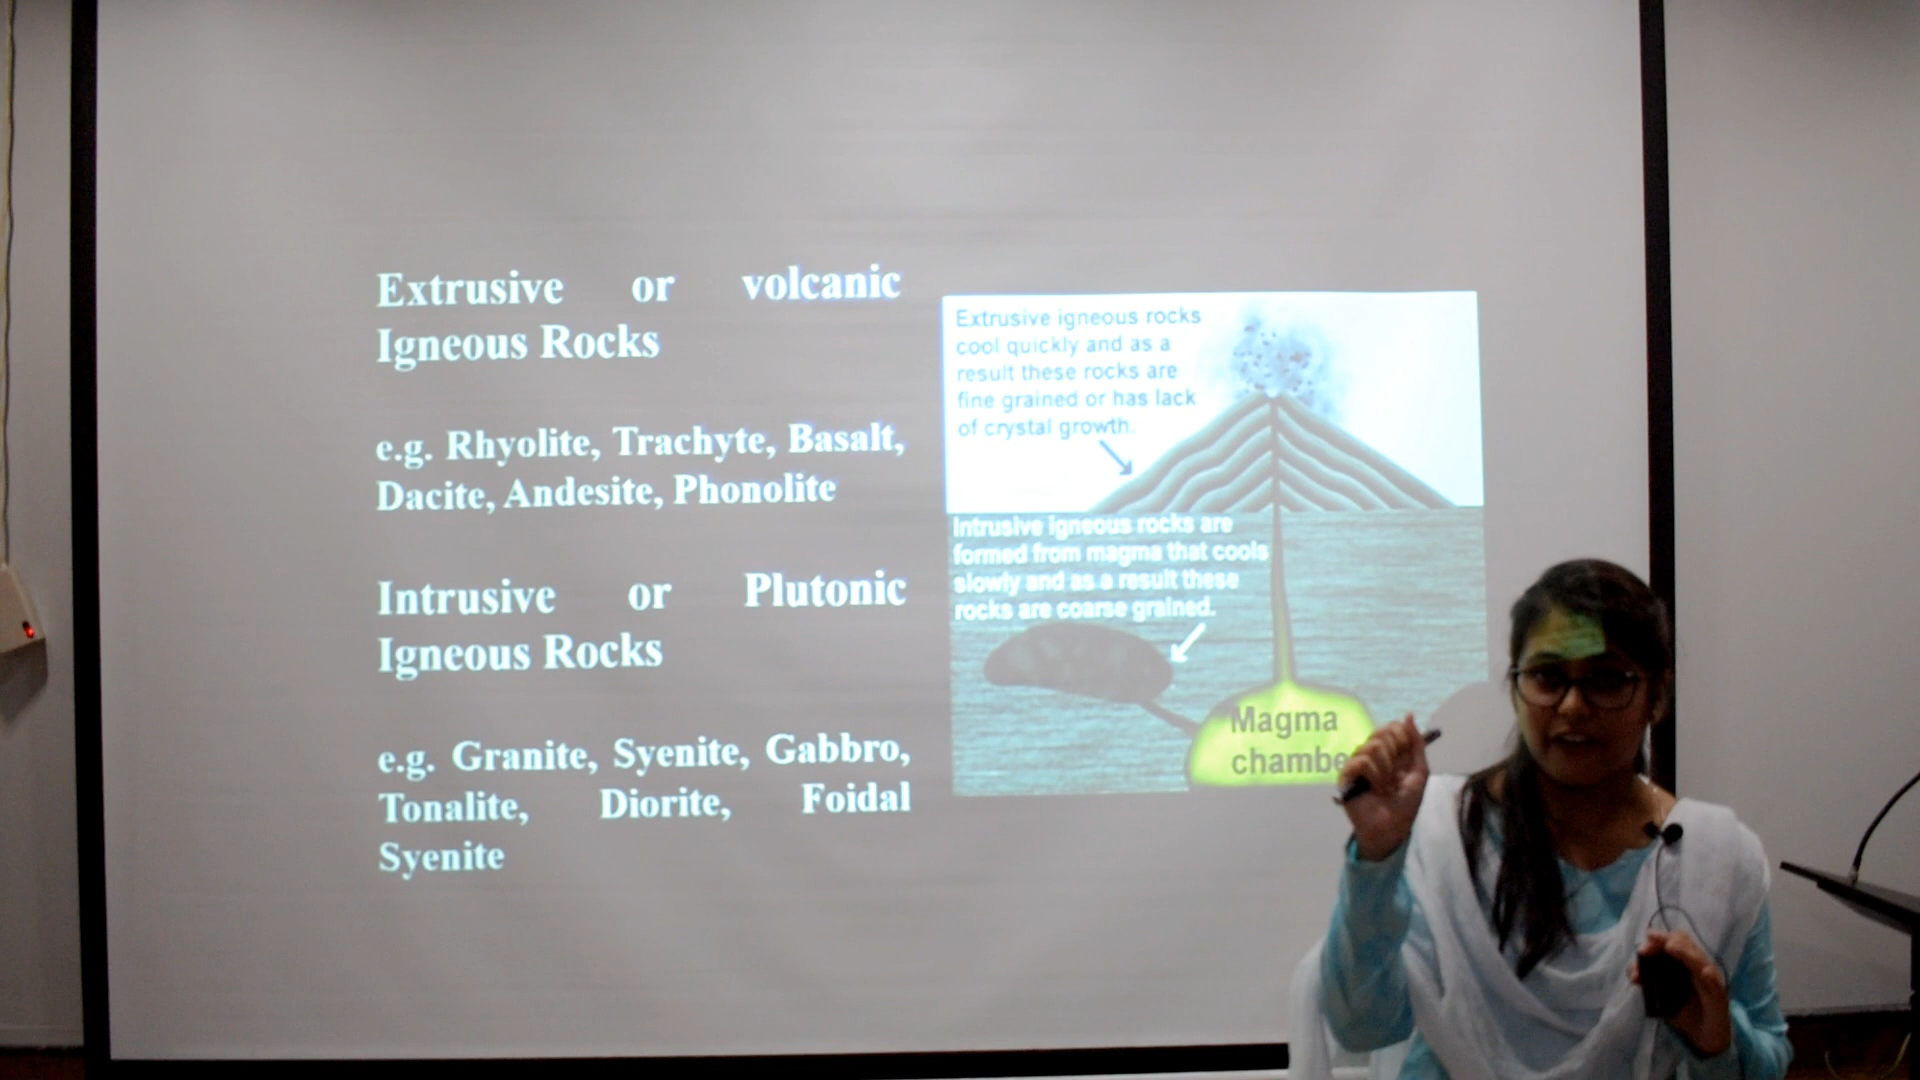 Extrusive or volcanic
Igneous Rocks
e.g. Rhyolite, Trachyte, Basalt,
Dacite, Andesite, Phonolite
Intrusive or Plutonic
Igneous Rocks
e.g. Granite, Syenite, Gabbro,
Tonalite, Diorite, Foidal
Syenite
Extrusive igneous rocks
cool quickly and as a
result these rocks are
fine grained or has lack
of crystal growth.
Intrusive igneous rocks are
formed from magma that cools
slowly and as a result these
rocks are coarse grained.
Magma
chambe